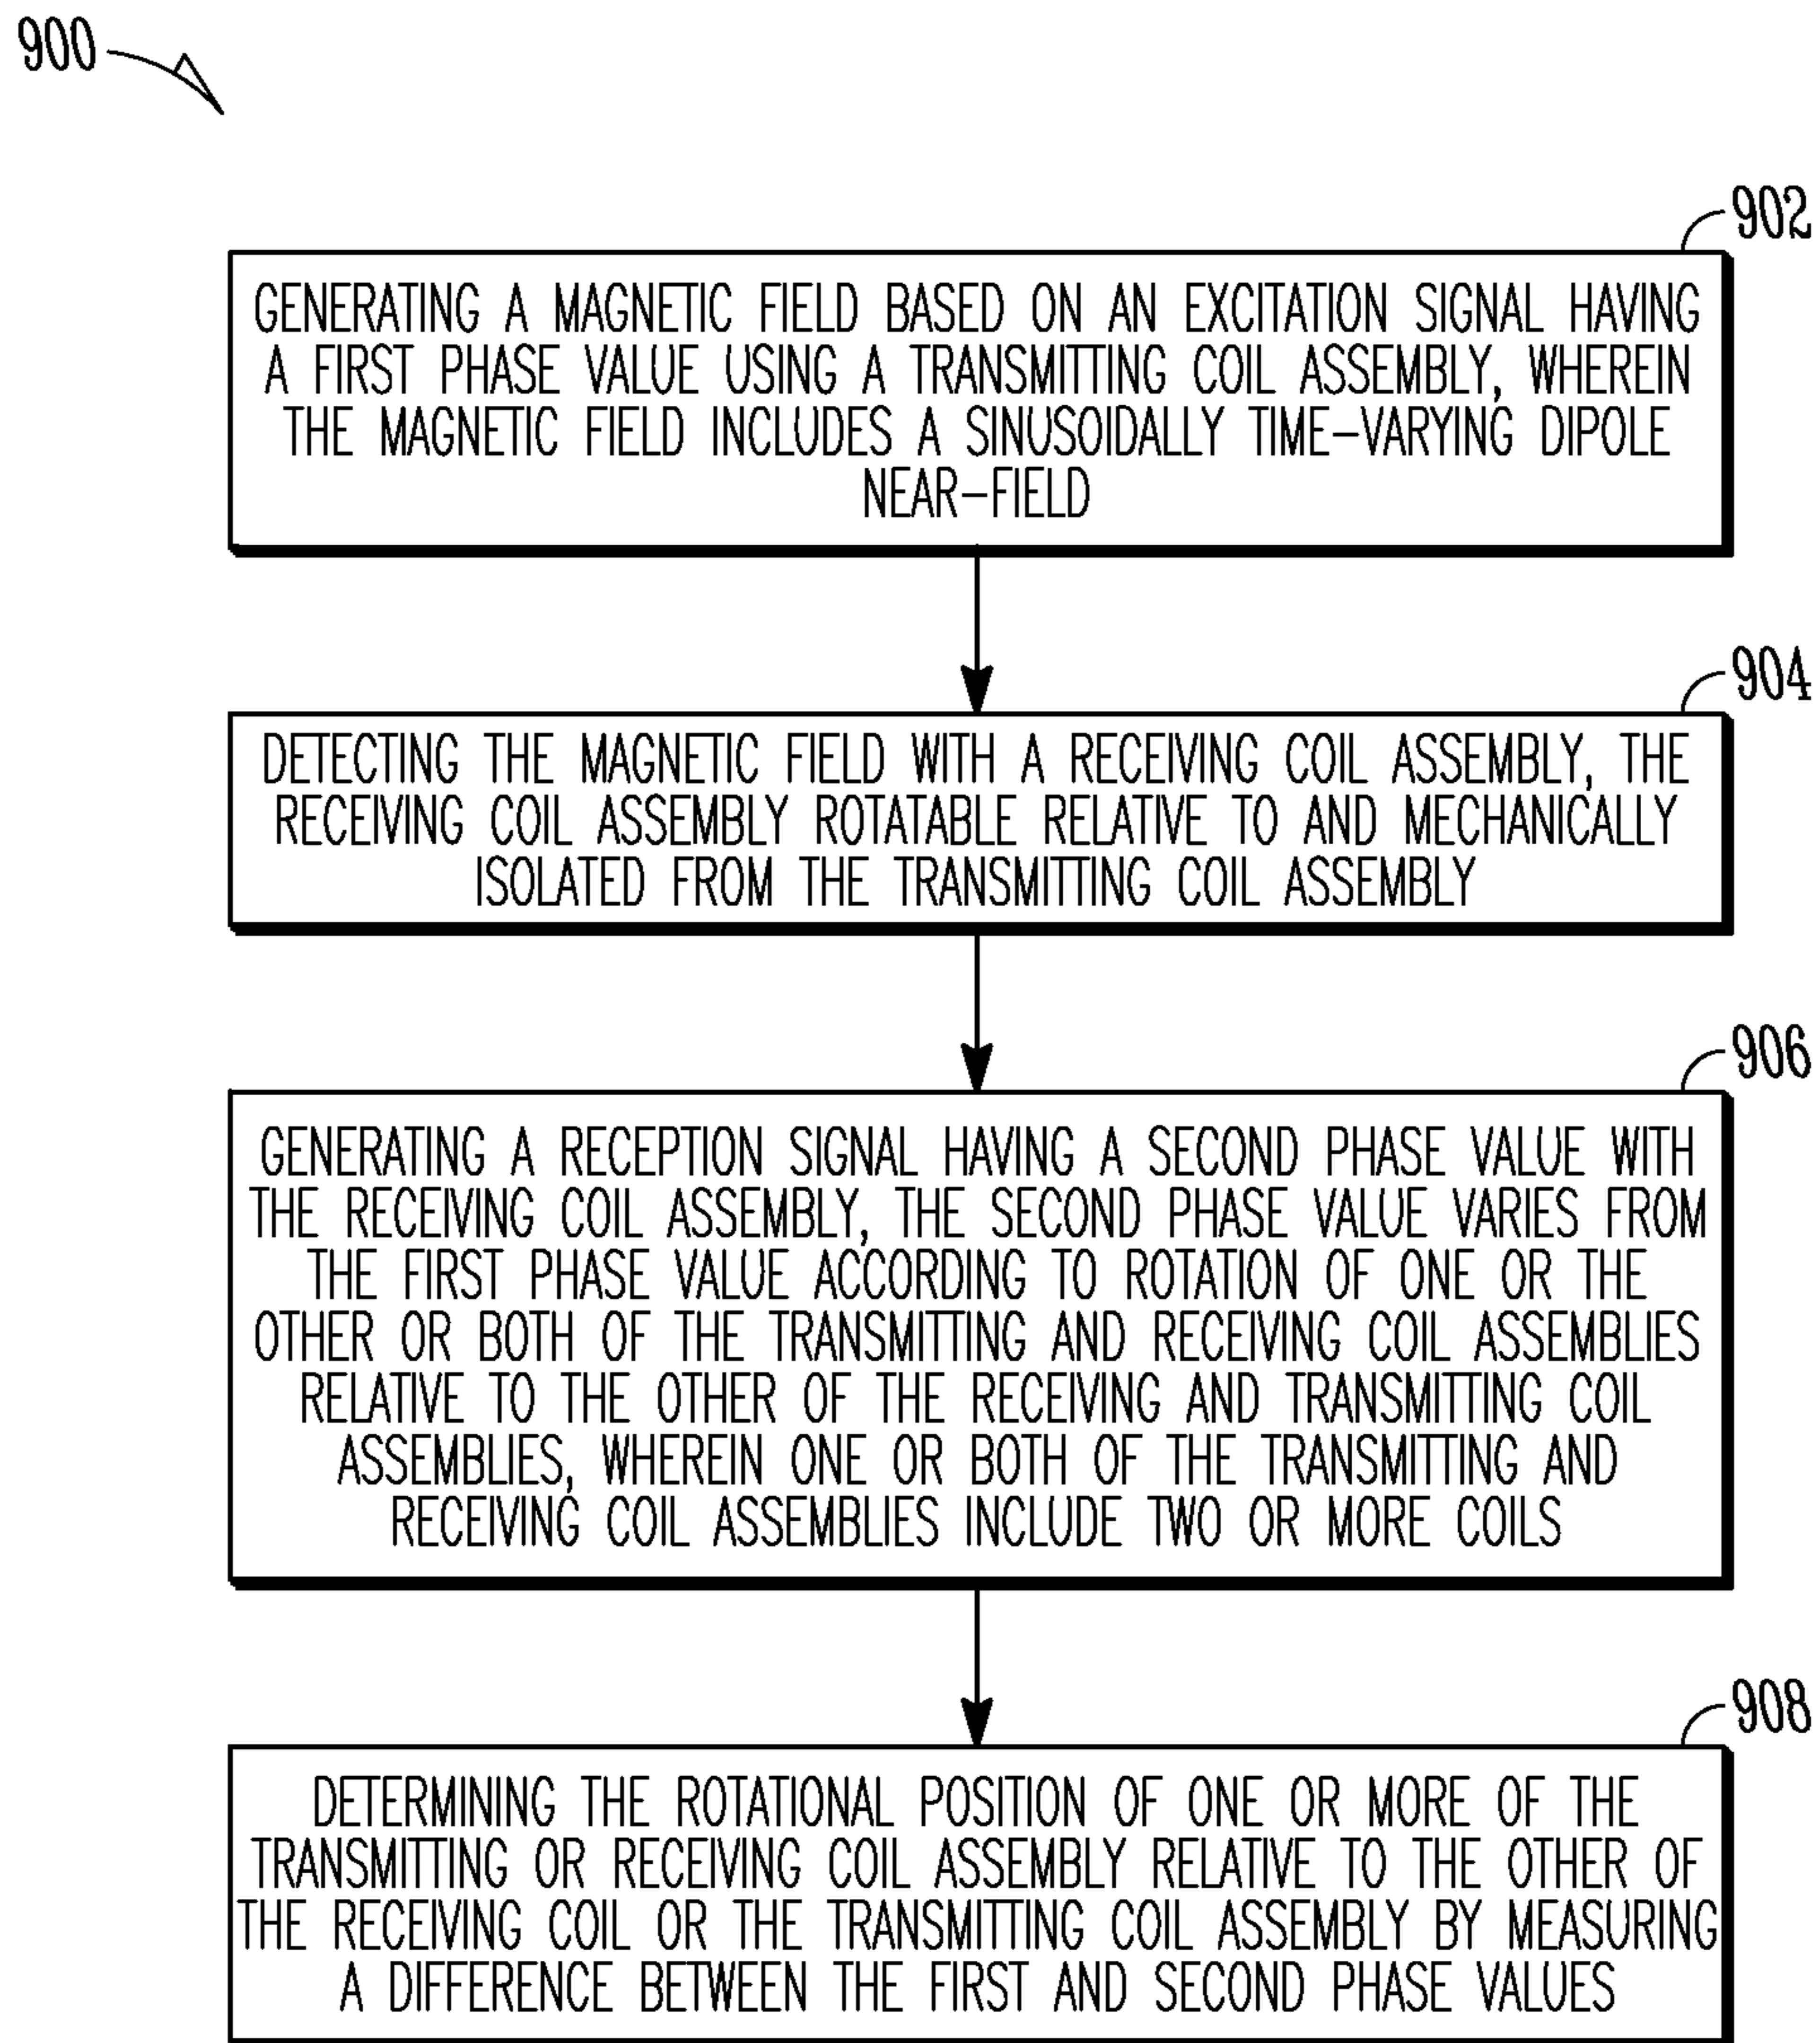 900
902
GENERATING A MAGNETIC FIELD BASED ON AN EXCITATION SIGNAL HAVING
A FIRST PHASE VALUE USING A TRANSMITTING COIL ASSEMBLY, WHEREIN
THE MAGNETIC FIELD INCLUDES A SINUSOIDALLY TIME-VARYING DIPOLE
NEAR-FIELD
904
DETECTING THE MAGNETIC FIELD WITH A RECEIVING COIL ASSEMBLY, THE
RECEIVING COIL ASSEMBLY ROTATABLE RELATIVE TO AND MECHANICALLY
ISOLATED FROM THE TRANSMITTING COIL ASSEMBLY
906
GENERATING A RECEPTION SIGNAL HAVING A SECOND PHASE VALUE WITH
THE RECEIVING COIL ASSEMBLY, THE SECOND PHASE VALUE VARIES FROM
THE FIRST PHASE VALUE ACCORDING TO ROTATION OF ONE OR THE
OTHER OR BOTH OF THE TRANSMITTING AND RECEIVING COIL ASSEMBLIES
RELATIVE TO THE OTHER OF THE RECEIVING AND TRANSMITTING COIL
ASSEMBLIES, WHEREIN ONE OR BOTH OF THE TRANSMITTING AND
RECEIVING COIL ASSEMBLIES INCLUDE TWO OR MORE COILS
908
DETERMINING THE ROTATIONAL POSITION OF ONE OR MORE OF THE
TRANSMITTING OR RECEIVING COIL ASSEMBLY RELATIVE TO THE OTHER OF
THE RECEIVING COIL OR THE TRANSMITTING COIL ASSEMBLY BY MEASURING
A DIFFERENCE BETWEEN THE FIRST AND SECOND PHASE VALUES